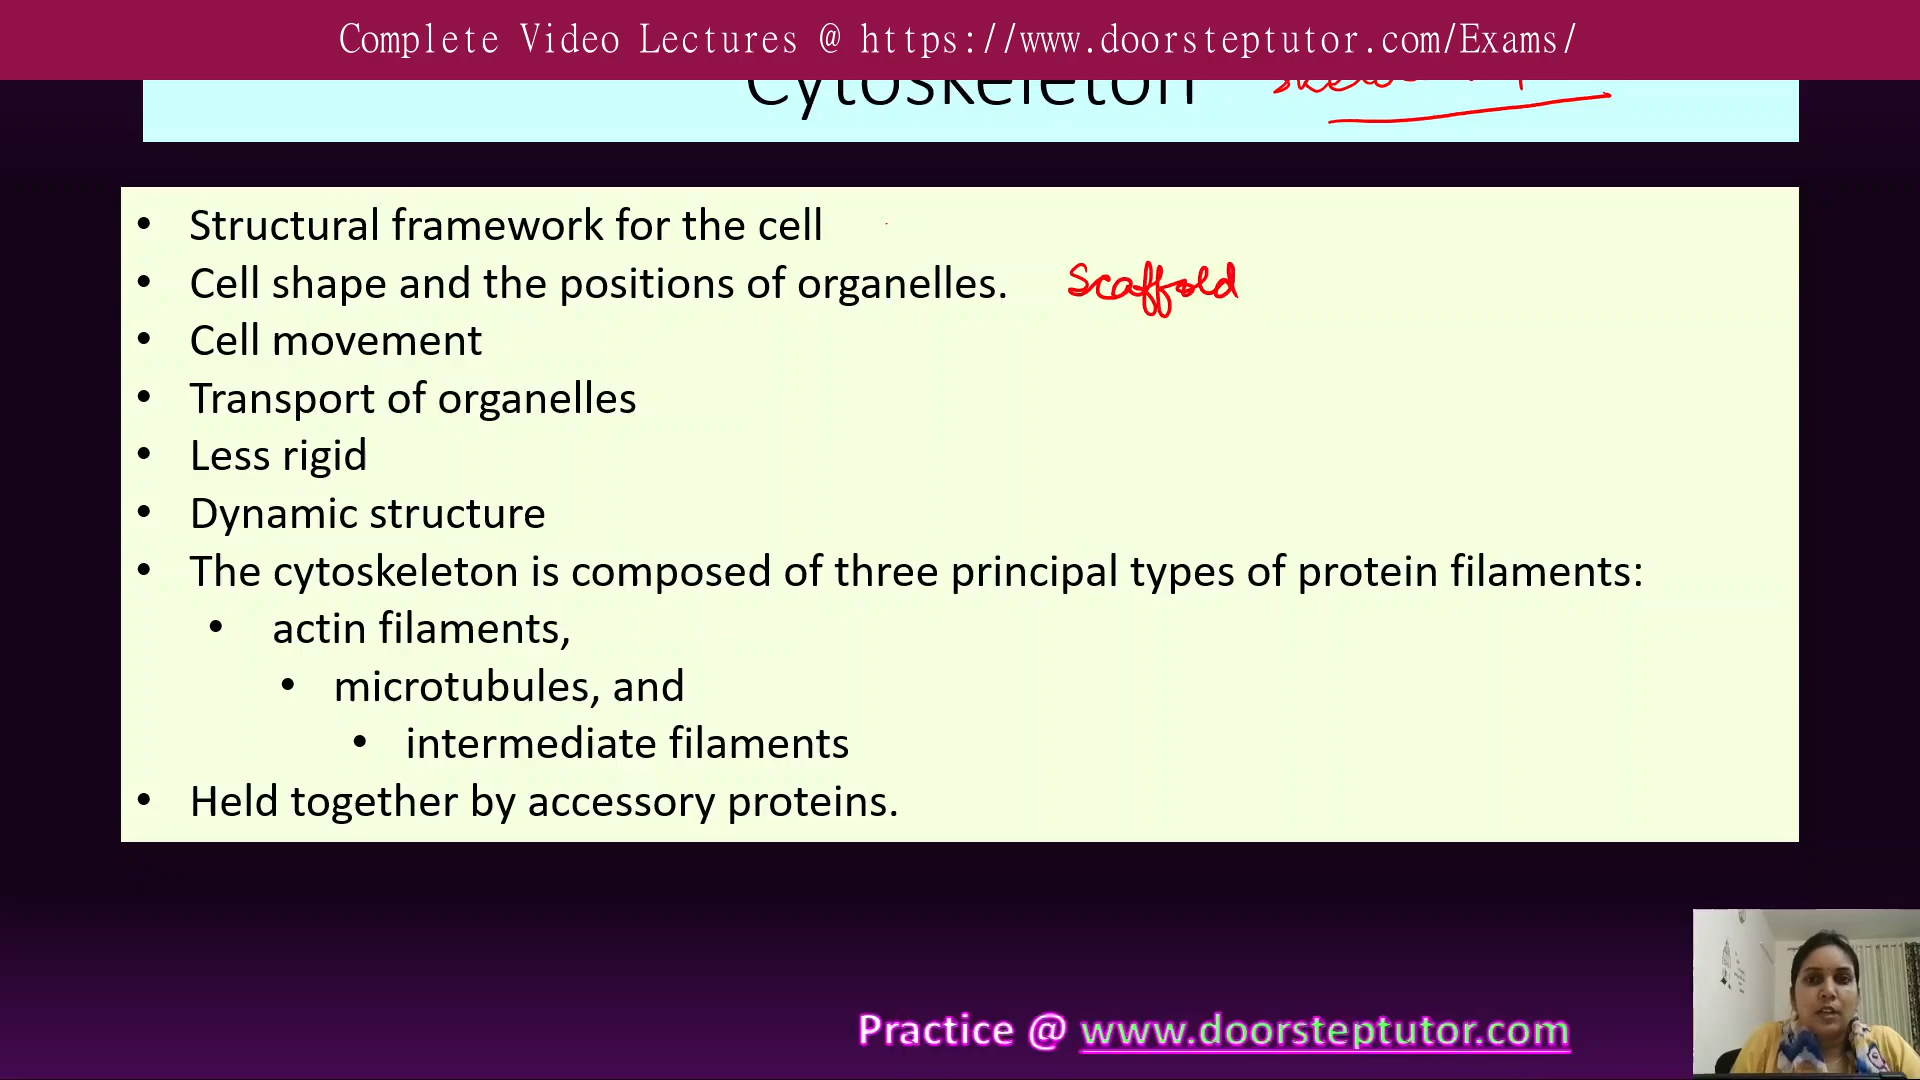 Complete Video Lectures @ https://www.doorsteptutor.com/Exams/
Cytoskeleton
• Structural framework for the cell
• Cell shape and the positions of organelles. Scaffold
• Cell movement
• Transport of organelles
• Less rigid
• Dynamic structure
• The cytoskeleton is composed of three principal types of protein filaments:
• actin filaments,
• microtubules, and
• intermediate filaments
• Held together by accessory proteins.
Practice @ www.doorsteptutor.com